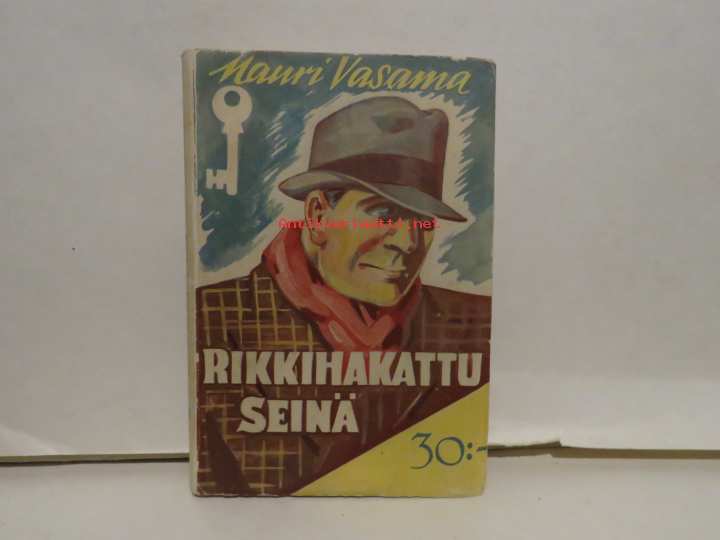 Mauri Vasama
Antikvariaatti.net
RIKKIHAKATTU
SEINÄ
30:-